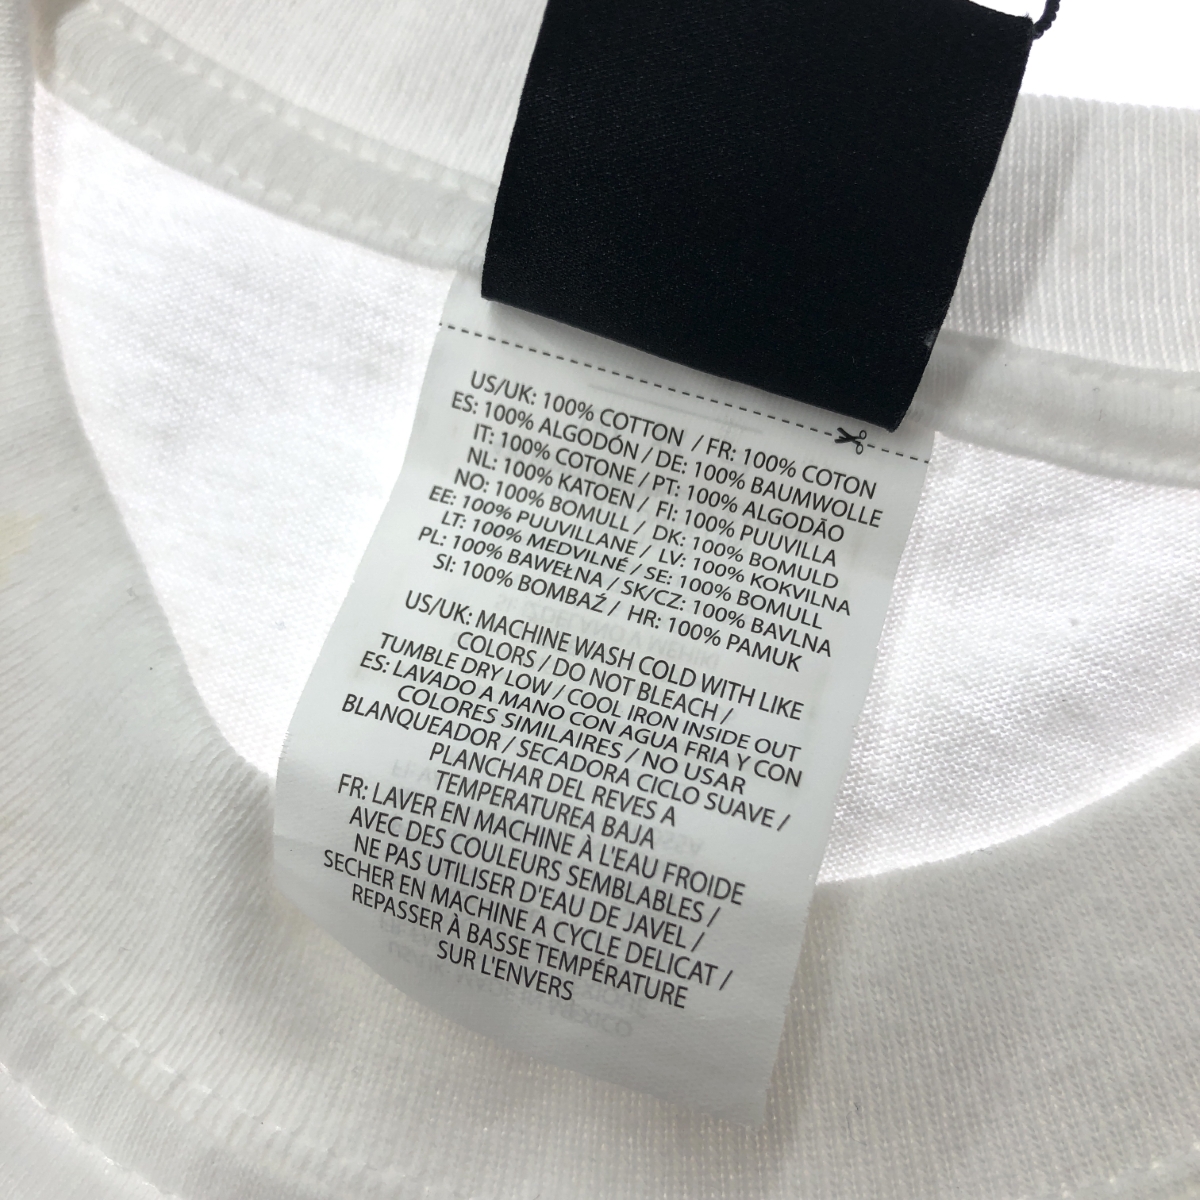 US/UK: 100% COTTON / FR: 100% COTON
ES: 100% ALGODÓN / DE: 100% BAUMWOLLE
IT: 100% COTONE / PT: 100% ALGODÃO
NL: 100% KATOEN / FI: 100% PUUVILLA
NO: 100% BOMULL / DK: 100% BOMULD
EE: 100% PUUVILLANE / LV: 100% KOKVILNA
LT: 100% MEDVILNÉ / SE: 100% BOMULL
PL: 100% BAWEŁNA / SK/CZ: 100% BAVLNA
SI: 100% BOMBAŽ / HR: 100% PAMUK
US/UK: MACHINE WASH COLD WITH LIKE
COLORS / DO NOT BLEACH /
TUMBLE DRY LOW / COOL IRON INSIDE OUT
ES: LAVADO A MANO CON AGUA FRIA Y CON
COLORES SIMILAIRES / NO USAR
BLANQUEADOR / SECADORA CICLO SUAVE /
PLANCHAR DEL REVES A
TEMPERATUREA BAJA
FR: LAVER EN MACHINE À L'EAU FROIDE
AVEC DES COULEURS SEMBLABLES /
NE PAS UTILISER D'EAU DE JAVEL /
SECHER EN MACHINE A CYCLE DELICAT /
REPASSER À BASSE TEMPÉRATURE
SUR L'ENVERS